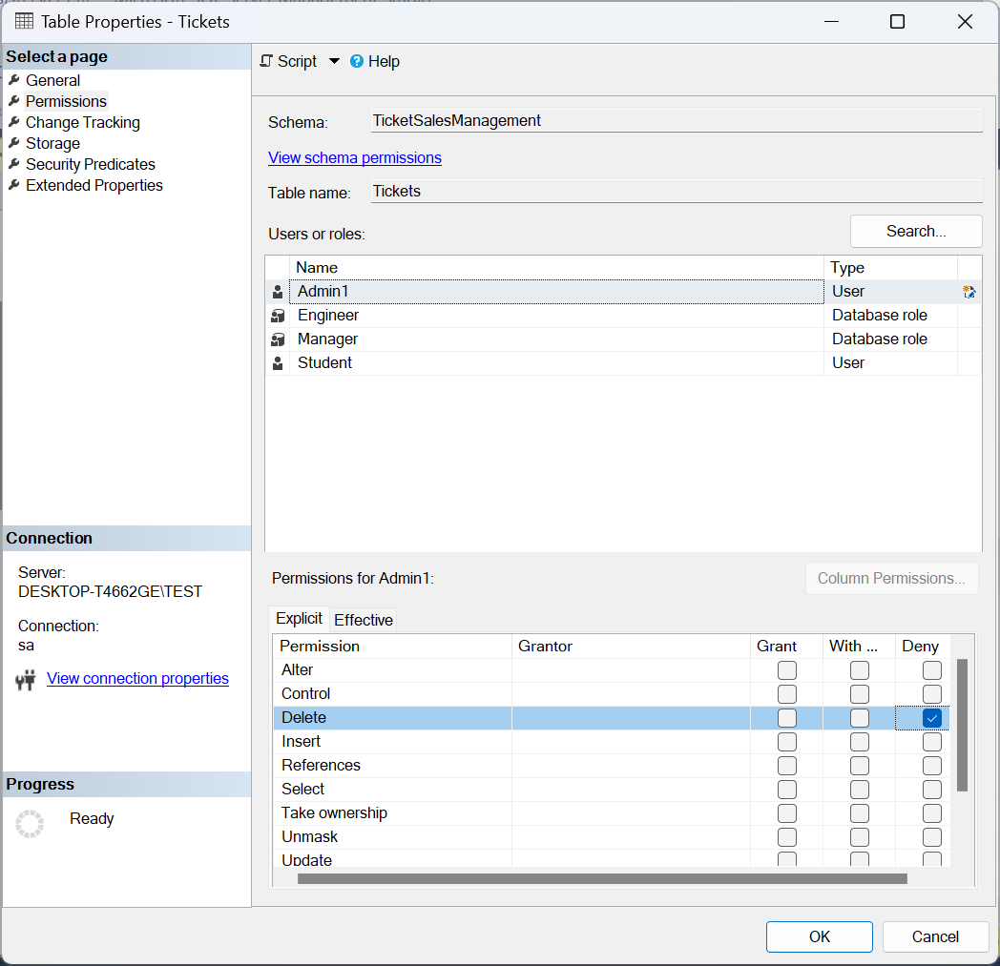 Table Properties - Tickets
Select a page
General
Permissions
Change Tracking
Storage
Security Predicates
Extended Properties
Script
Help
Schema: TicketSalesManagement
View schema permissions
Table name: Tickets
Users or roles:
Search...
Name Type
Admin1 User
Engineer Database role
Manager Database role
Student User
Connection
Server:
DESKTOP-T4662GE\TEST
Connection:
sa
View connection properties
Progress
Ready
Permissions for Admin1:
Column Permissions...
Explicit Effective
Permission Grantor Grant With ... Deny
Alter
Control
Delete
Insert
References
Select
Take ownership
Unmask
Update
OK
Cancel